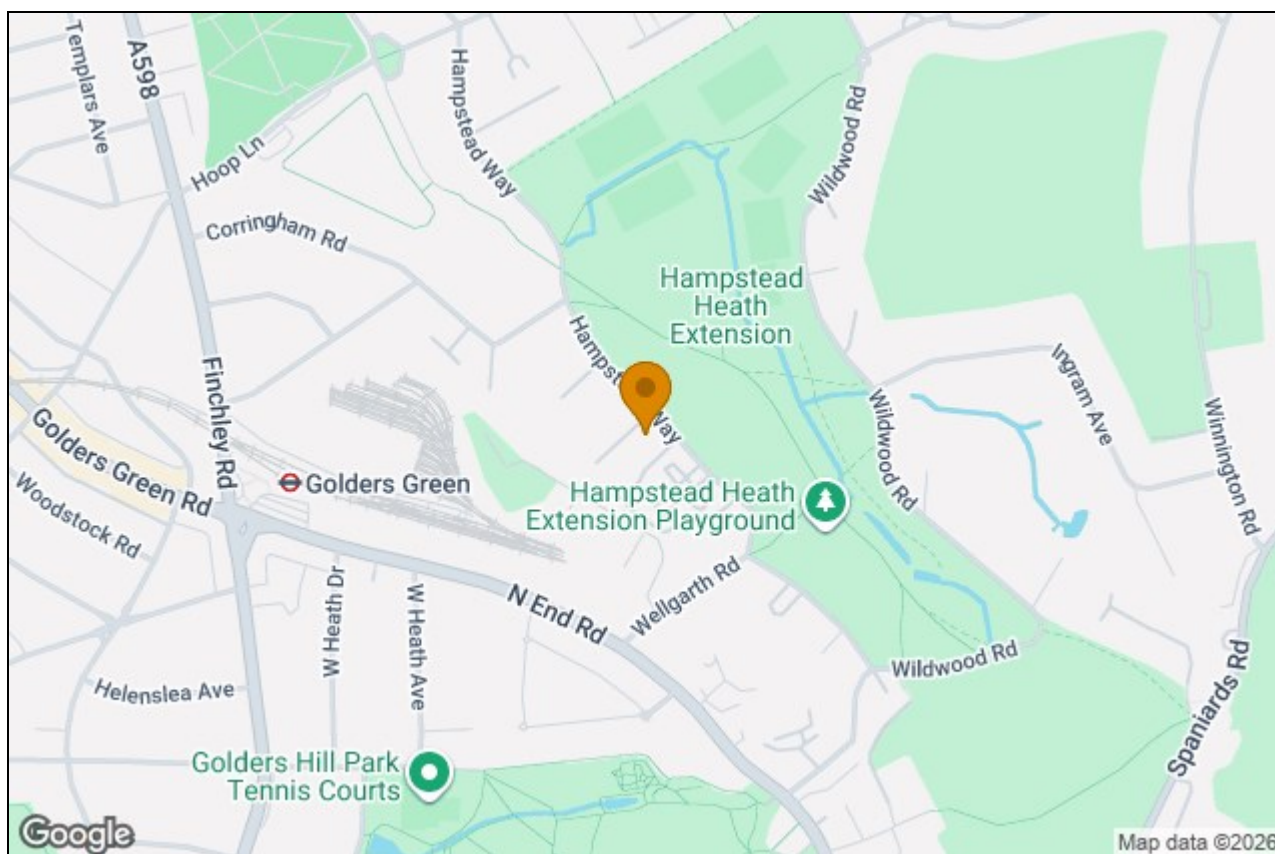 Templars Ave
A598
Hampstead Way
Hoop Ln
Wildwood Rd
Corringham Rd
Hampstead
Heath
Extension
Hampste
Way
Finchley Rd
Ingram Ave
Winnington Rd
Wildwood Rd
Golders Green Rd
Golders Green
Hampstead Heath
Extension Playground
Woodstock Rd
W Heath Dr
W Heath Ave
N End Rd
Wellgarth Rd
Wildwood Rd
Helenslea Ave
Spaniards Rd
Golders Hill Park
Tennis Courts
Google
Map data ©2026